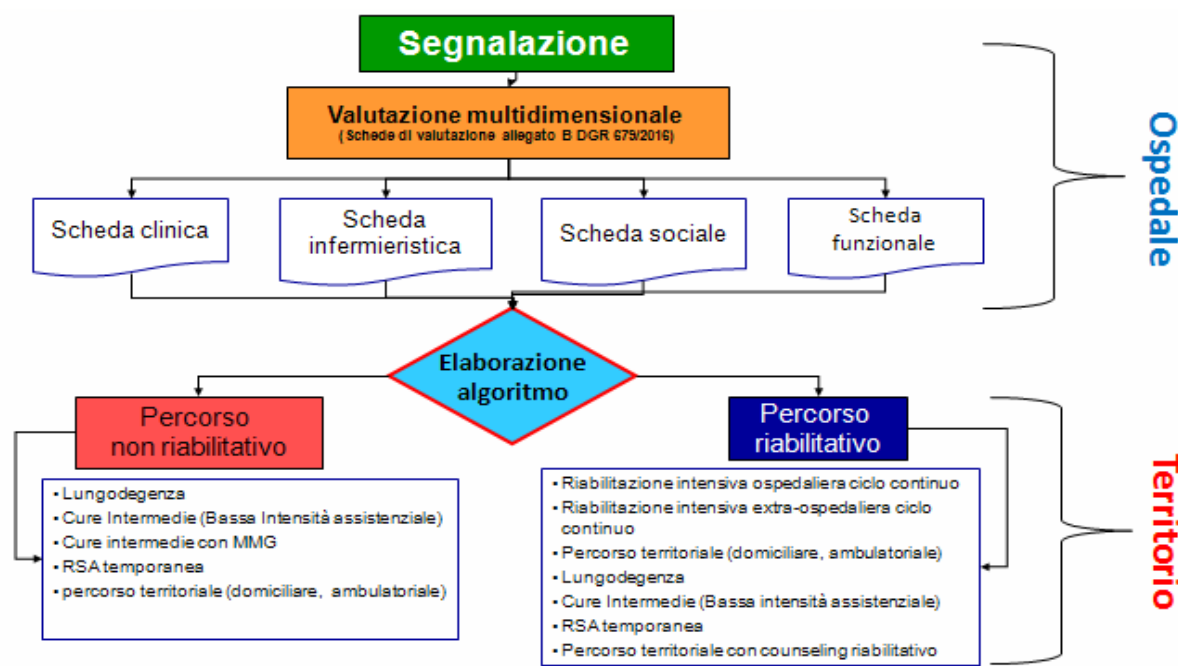 Segnalazione
Valutazione multidimensionale
( Schede di valutazione allegato B DGR 679/2016)
Scheda clinica
Scheda
infermieristica
Scheda sociale
Scheda
funzionale
Ospedale
Elaborazione
algoritmo
Percorso
non riabilitativo
• Lungodegenza
• Cure Intermedie (Bassa Intensità assistenziale)
• Cure intermedie con MMG
• RSA temporanea
• percorso territoriale (domiciliare, ambulatoriale)
Percorso
riabilitativo
• Riabilitazione intensiva ospedaliera ciclo continuo
• Riabilitazione intensiva extra-ospedaliera ciclo
continuo
• Percorso territoriale (domiciliare, ambulatoriale)
• Lungodegenza
• Cure Intermedie (Bassa intensità assistenziale)
• RSA temporanea
• Percorso territoriale con counseling riabilitativo
Territorio